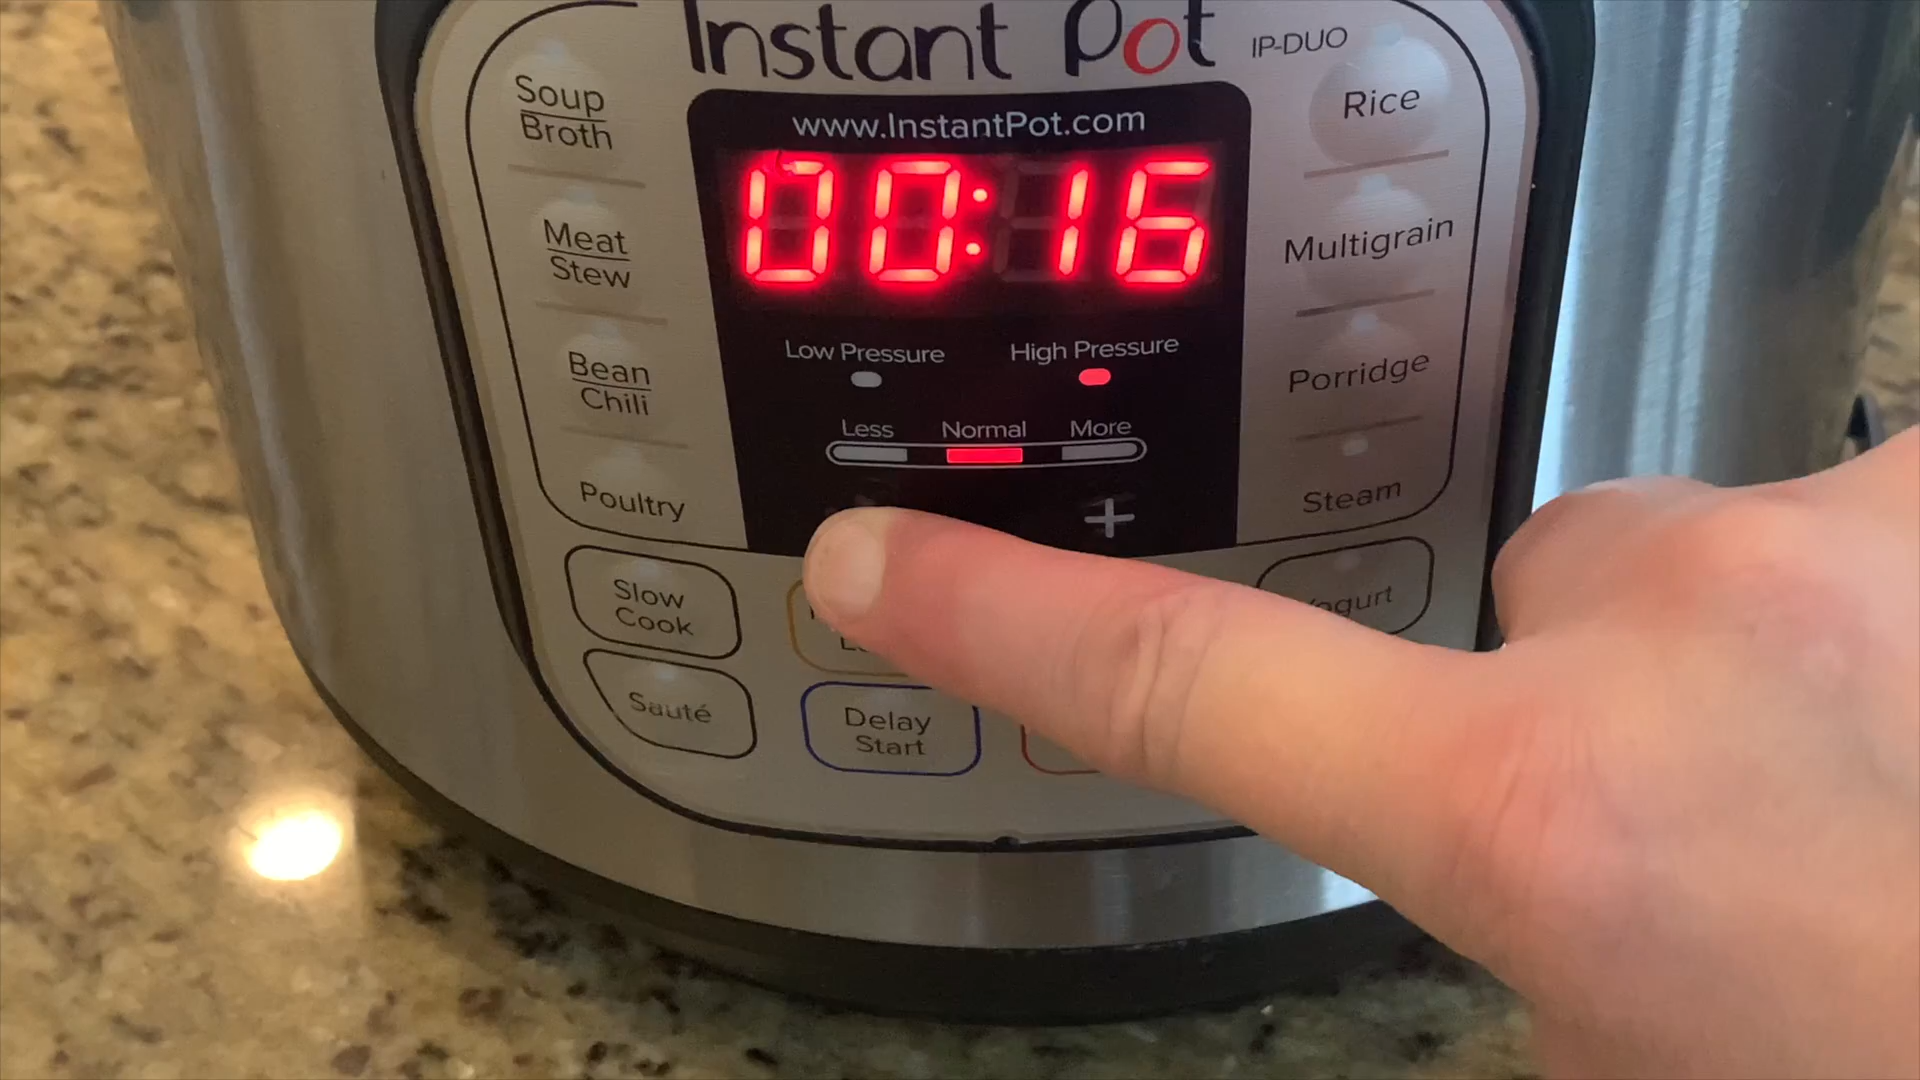 Instant Pot
IP-DUO
www.InstantPot.com
00:16
Low Pressure
High Pressure
Less
Normal
More
+
Soup
Broth
Meat
Stew
Bean
Chili
Poultry
Rice
Multigrain
Porridge
Steam
Slow
Cook
Sauté
Delay
Start